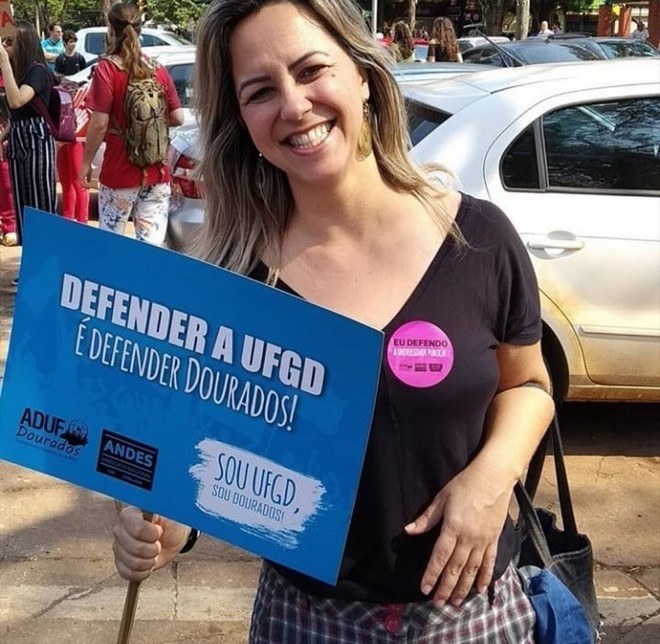 DEFENDER A UFGD
É DEFENDER DOURADOS!
ADUF
Dourados
ANDES
SOU UFGD,
SOU DOURADOS!
EU DEFENDO
A UNIVERSIDADE PÚBLICA!